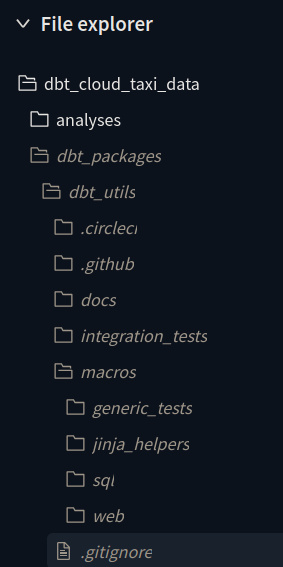 File explorer
dbt_cloud_taxi_data
analyses
dbt_packages
dbt_utils
.circleci
.github
docs
integration_tests
macros
generic_tests
jinja_helpers
sql
web
.gitignore